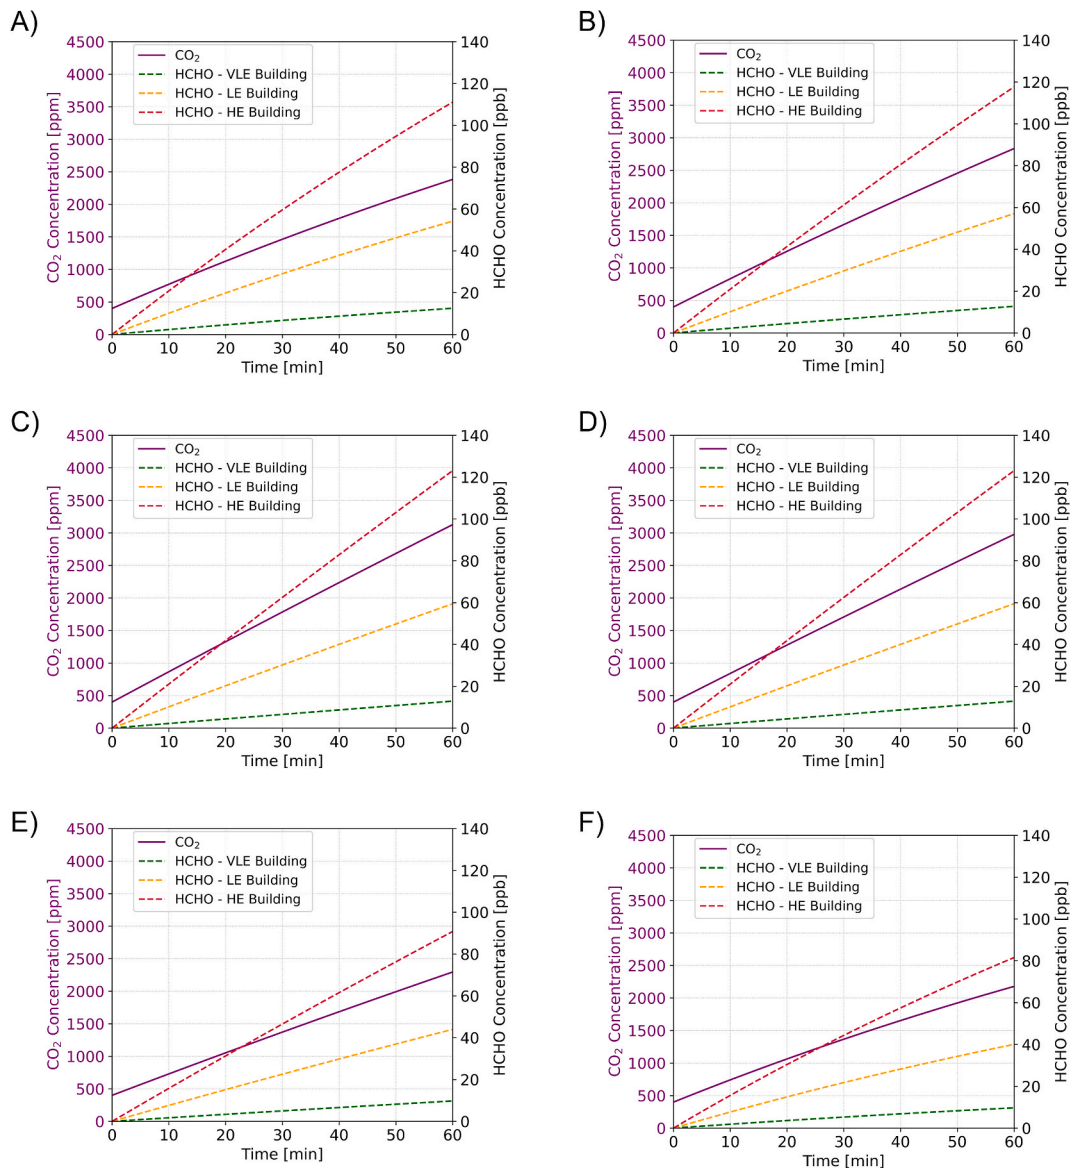 A)
CO₂ Concentration [ppm]
4500
4000
3500
3000
2500
2000
1500
1000
500
0
CO₂
HCHO - VLE Building
HCHO - LE Building
HCHO - HE Building
140
120
100
80
60
40
20
0
HCHO Concentration [ppb]
0 10 20 30 40 50 60
Time [min]
B)
CO₂ Concentration [ppm]
4500
4000
3500
3000
2500
2000
1500
1000
500
0
CO₂
HCHO - VLE Building
HCHO - LE Building
HCHO - HE Building
140
120
100
80
60
40
20
0
HCHO Concentration [ppb]
0 10 20 30 40 50 60
Time [min]
C)
CO₂ Concentration [ppm]
4500
4000
3500
3000
2500
2000
1500
1000
500
0
CO₂
HCHO - VLE Building
HCHO - LE Building
HCHO - HE Building
140
120
100
80
60
40
20
0
HCHO Concentration [ppb]
0 10 20 30 40 50 60
Time [min]
D)
CO₂ Concentration [ppm]
4500
4000
3500
3000
2500
2000
1500
1000
500
0
CO₂
HCHO - VLE Building
HCHO - LE Building
HCHO - HE Building
140
120
100
80
60
40
20
0
HCHO Concentration [ppb]
0 10 20 30 40 50 60
Time [min]
E)
CO₂ Concentration [ppm]
4500
4000
3500
3000
2500
2000
1500
1000
500
0
CO₂
HCHO - VLE Building
HCHO - LE Building
HCHO - HE Building
140
120
100
80
60
40
20
0
HCHO Concentration [ppb]
0 10 20 30 40 50 60
Time [min]
F)
CO₂ Concentration [ppm]
4500
4000
3500
3000
2500
2000
1500
1000
500
0
CO₂
HCHO - VLE Building
HCHO - LE Building
HCHO - HE Building
140
120
100
80
60
40
20
0
HCHO Concentration [ppb]
0 10 20 30 40 50 60
Time [min]